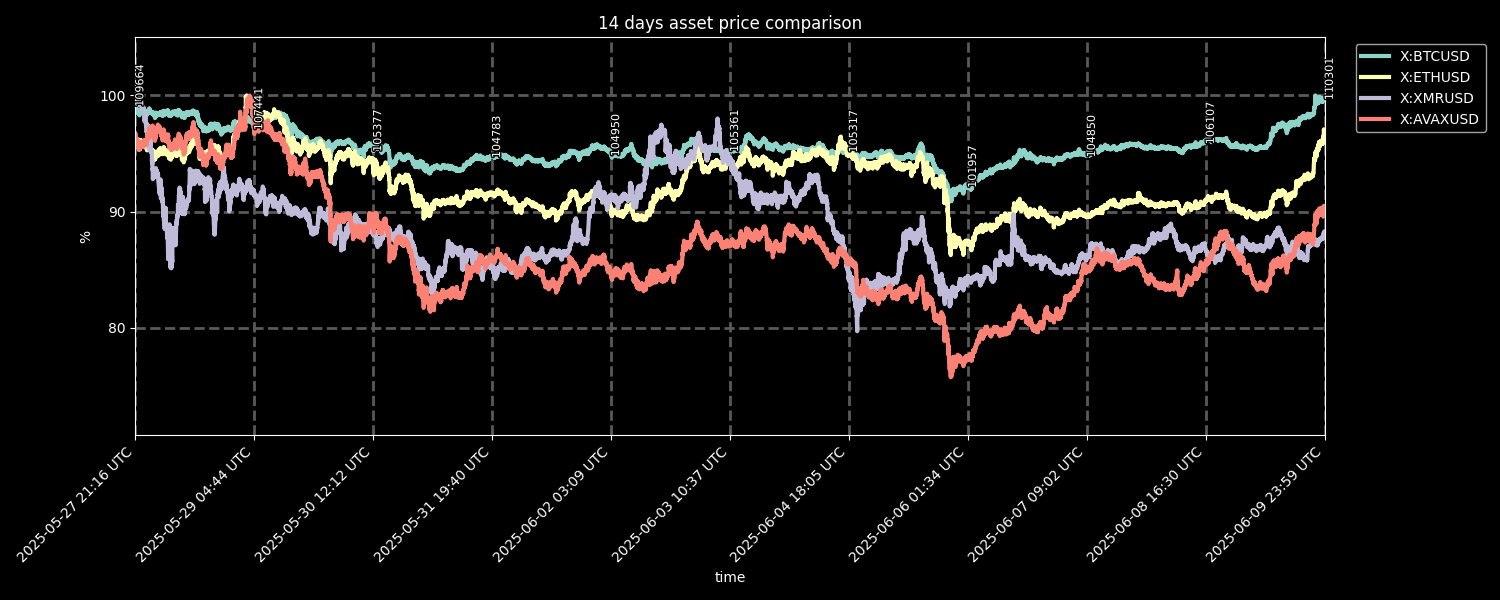 14 days asset price comparison
X:BTCUSD
X:ETHUSD
X:XMRUSD
X:AVAXUSD
100
90
80
%
109664
107441
105377
104783
104950
105361
105317
101957
104850
106107
110301
2025-05-27 21:16 UTC
2025-05-29 04:44 UTC
2025-05-30 12:12 UTC
2025-05-31 19:40 UTC
2025-06-02 03:09 UTC
2025-06-03 10:37 UTC
2025-06-04 18:05 UTC
2025-06-06 01:34 UTC
2025-06-07 09:02 UTC
2025-06-08 16:30 UTC
2025-06-09 23:59 UTC
time